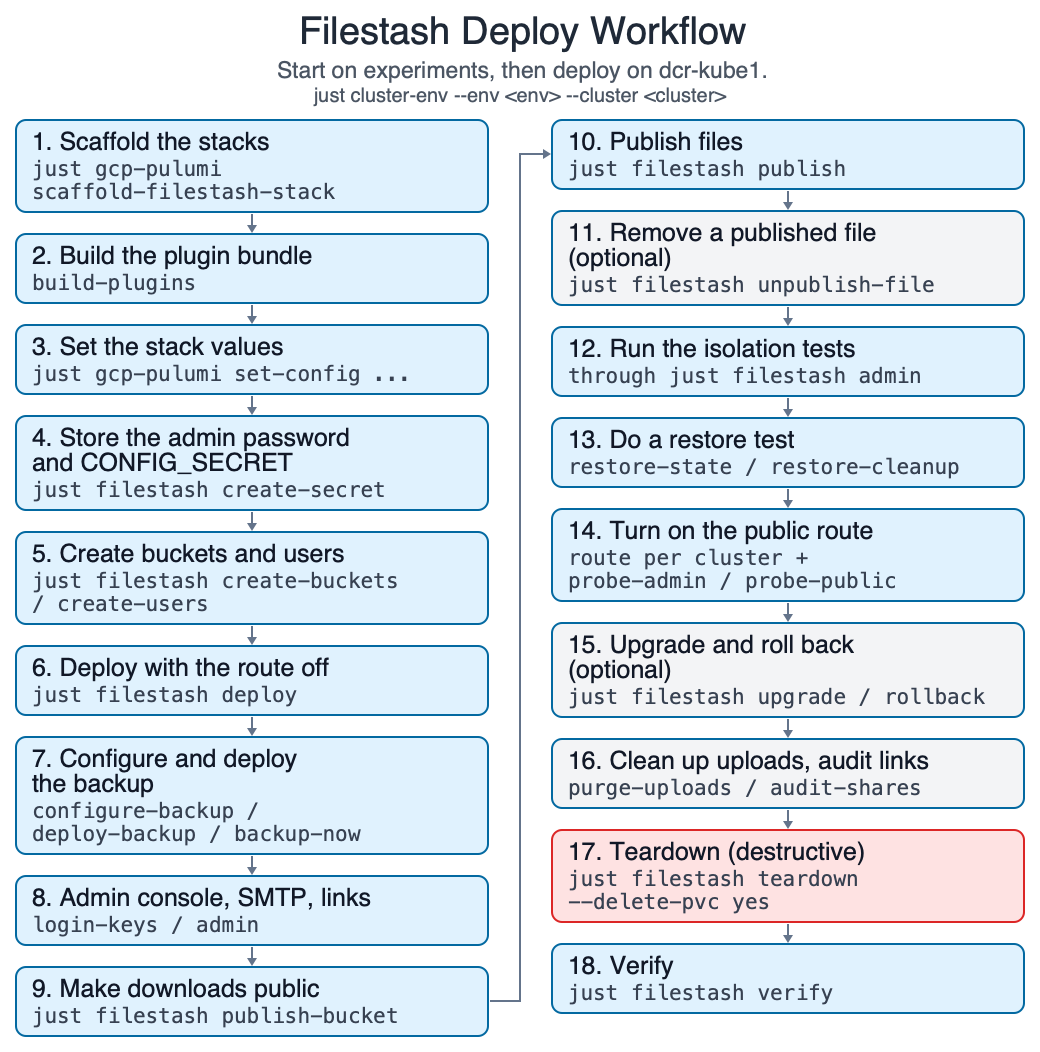 Filestash Deploy Workflow
Start on experiments, then deploy on dcr-kube1.
just cluster-env --env <env> --cluster <cluster>
1. Scaffold the stacks
just gcp-pulumi
scaffold-filestash-stack
2. Build the plugin bundle
build-plugins
3. Set the stack values
just gcp-pulumi set-config ...
4. Store the admin password
and CONFIG_SECRET
just filestash create-secret
5. Create buckets and users
just filestash create-buckets
/ create-users
6. Deploy with the route off
just filestash deploy
7. Configure and deploy
the backup
configure-backup /
deploy-backup / backup-now
8. Admin console, SMTP, links
login-keys / admin
9. Make downloads public
just filestash publish-bucket
10. Publish files
just filestash publish
11. Remove a published file
(optional)
just filestash unpublish-file
12. Run the isolation tests
through just filestash admin
13. Do a restore test
restore-state / restore-cleanup
14. Turn on the public route
route per cluster +
probe-admin / probe-public
15. Upgrade and roll back
(optional)
just filestash upgrade / rollback
16. Clean up uploads, audit links
purge-uploads / audit-shares
17. Teardown (destructive)
just filestash teardown
--delete-pvc yes
18. Verify
just filestash verify